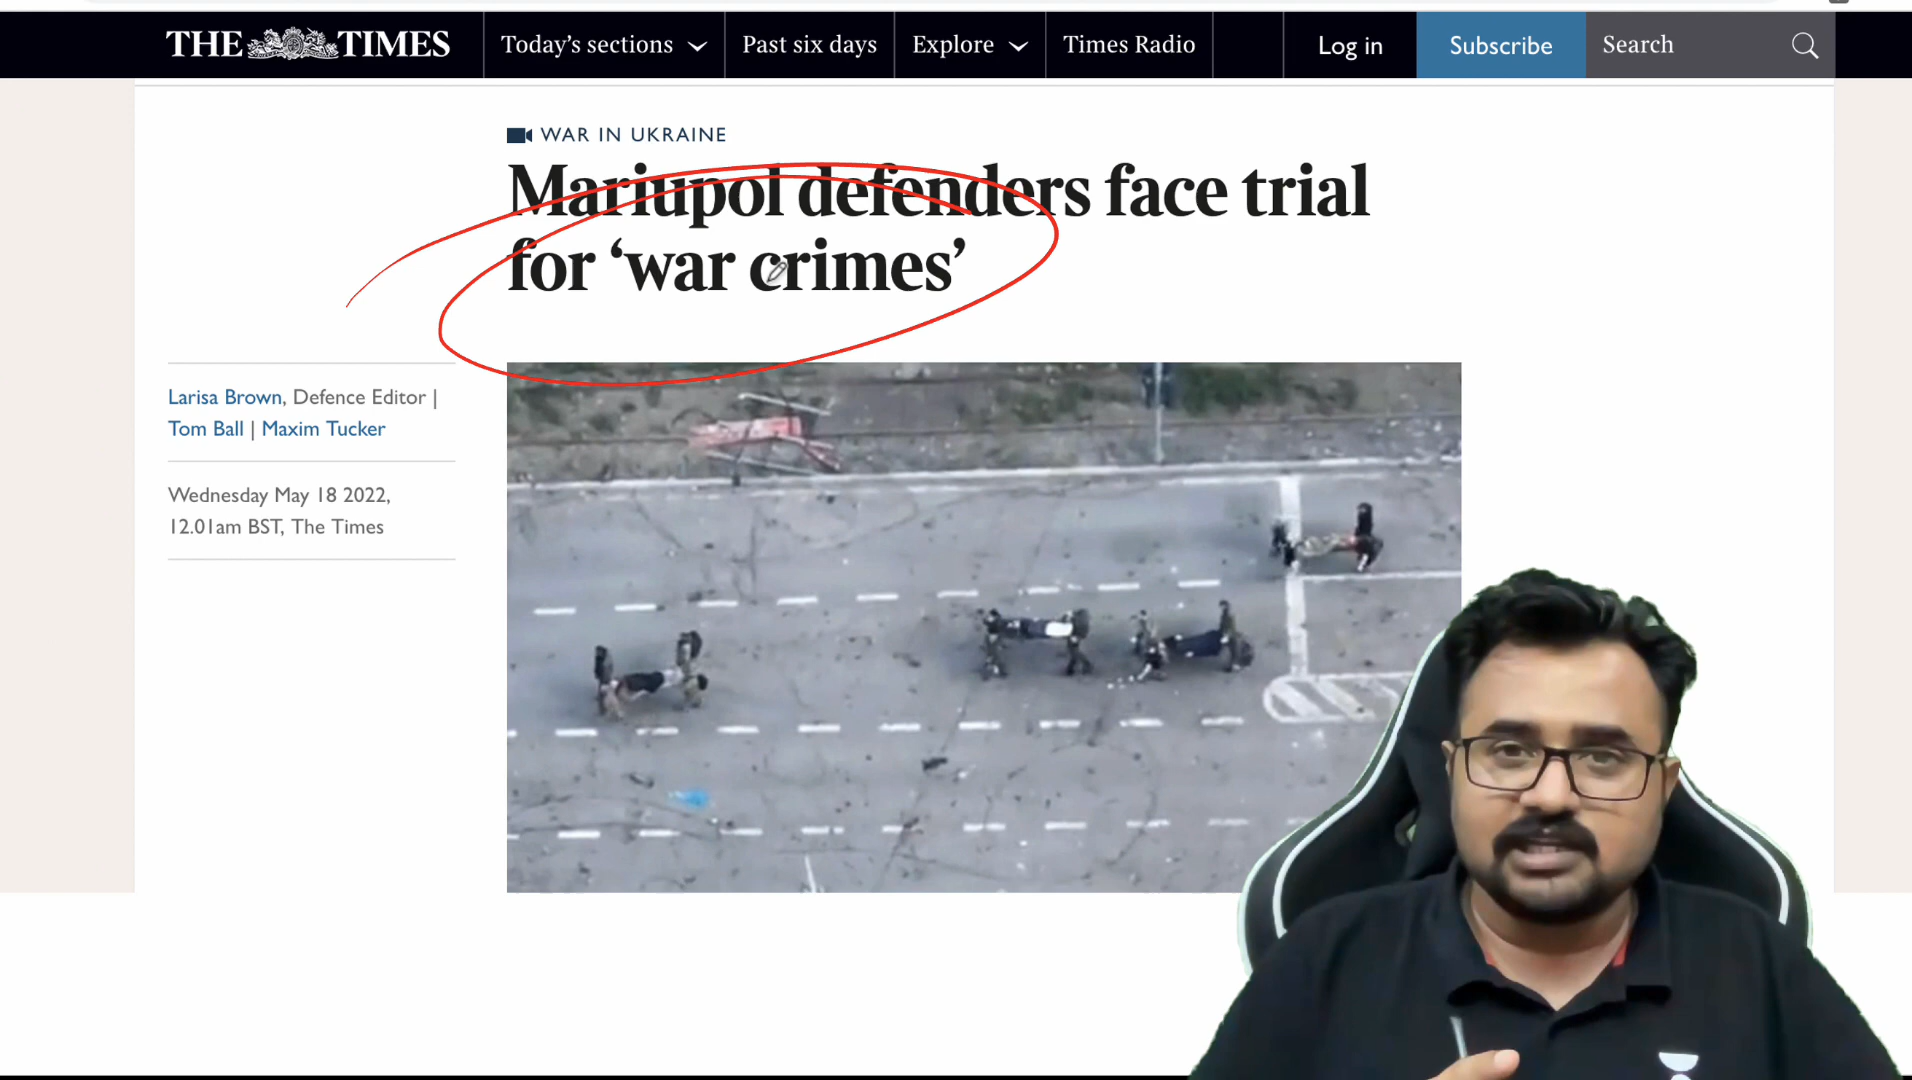 THE TIMES
Today's sections
Past six days
Explore
Times Radio
Log in
Subscribe
Search
WAR IN UKRAINE
Mariupol defenders face trial
for ‘war crimes’
Larisa Brown, Defence Editor |
Tom Ball | Maxim Tucker
Wednesday May 18 2022,
12.01am BST, The Times